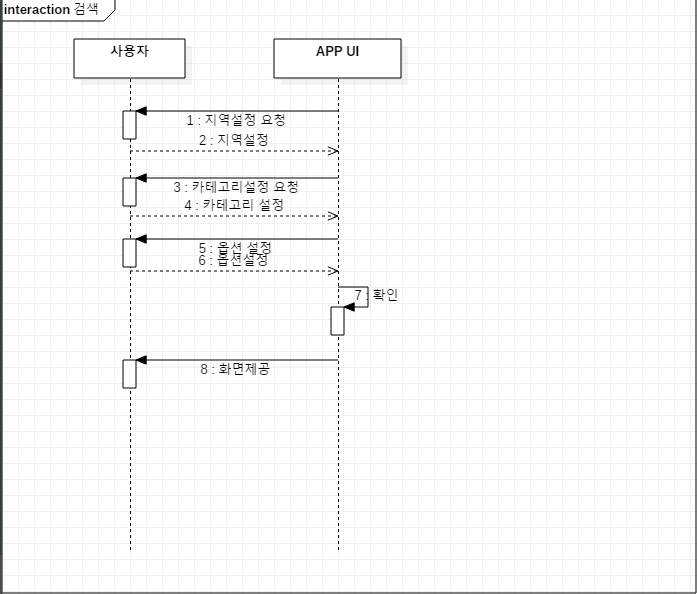 interaction 검색
사용자
APP UI
1 : 지역설정 요청
2 : 지역설정
3 : 카테고리설정 요청
4 : 카테고리 설정
5 : 옵션 설정
6 : 옵션설정
7 : 확인
8 : 화면제공